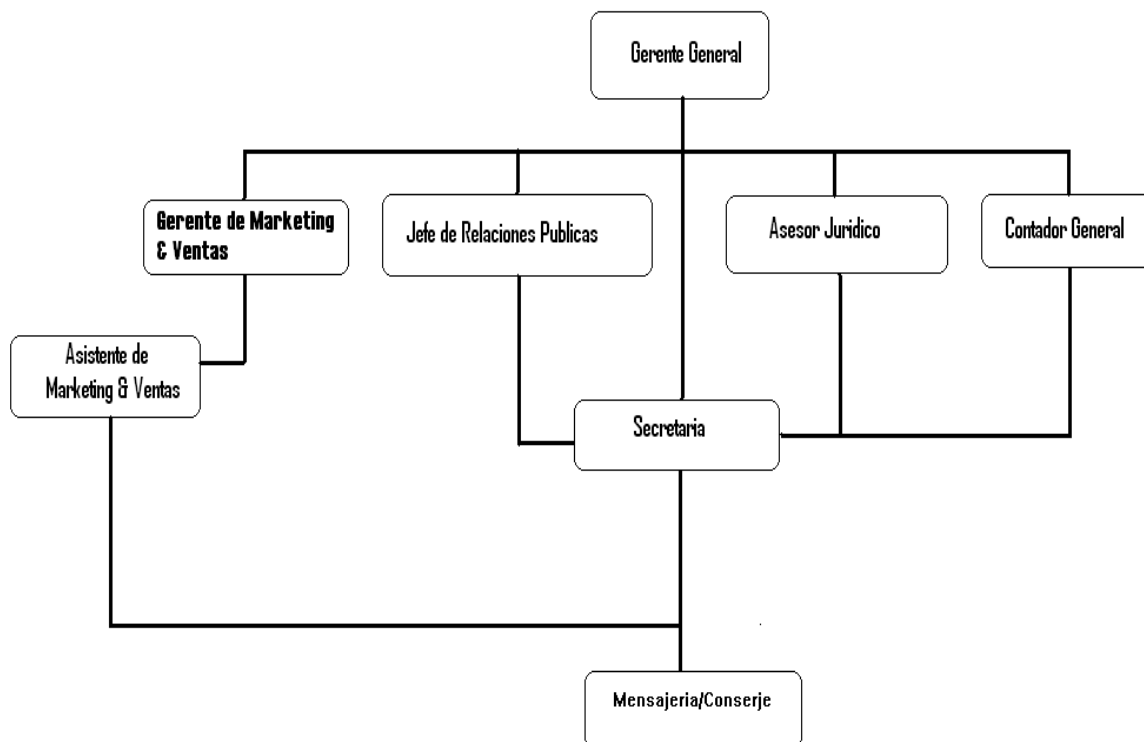 Gerente General
Gerente de Marketing
& Ventas
Jefe de Relaciones Publicas
Asesor Juridico
Contador General
Asistente de
Marketing & Ventas
Secretaria
Mensajeria/Conserje